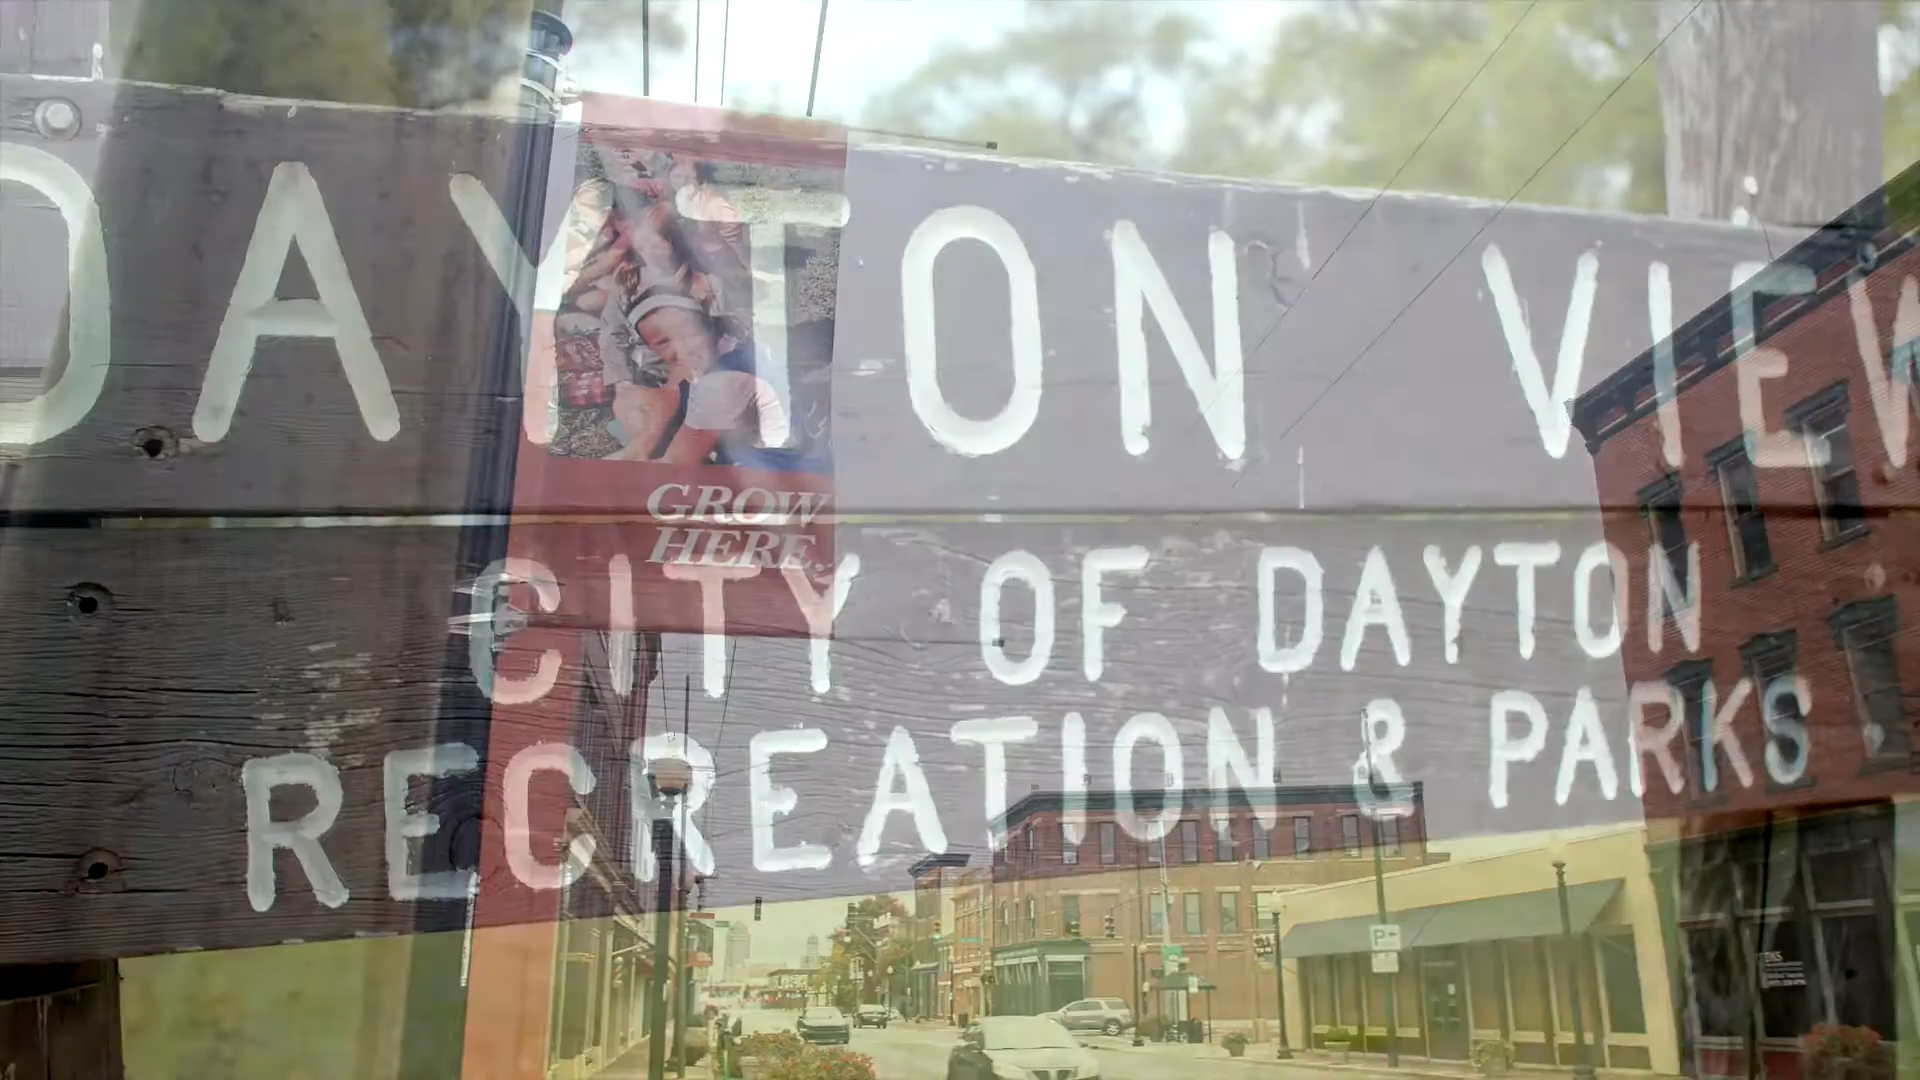 DAYTON VIEW
GROW
HERE.
CITY OF DAYTON
RECREATION & PARKS
P